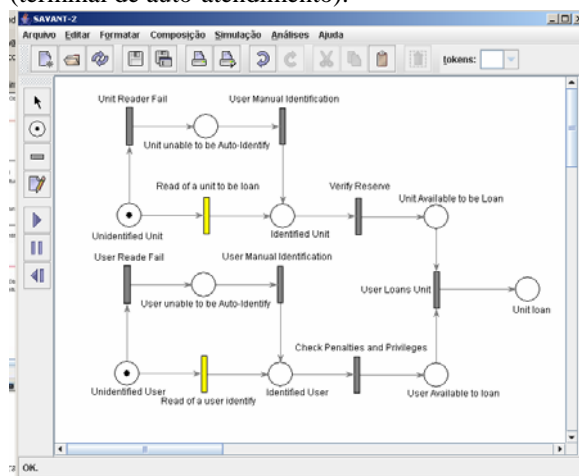 (terminal de auto-atendimento).
SAVANT-2
Arquivo Editar Formatar Composição Simulação Análises Ajuda
tokens:
Unit Reader Fail
User Manual Identification
Unit unable to be Auto-Identify
Read of a unit to be loan
Verify Reserve
Unit Available to be Loan
Unidentified Unit
Identified Unit
User Reade Fail
User Manual Identification
User Loans Unit
User unable to be Auto-Identify
Unit loan
Check Penalties and Privileges
Unidentified User
Identified User
User Available to loan
Read of a user identify
OK.